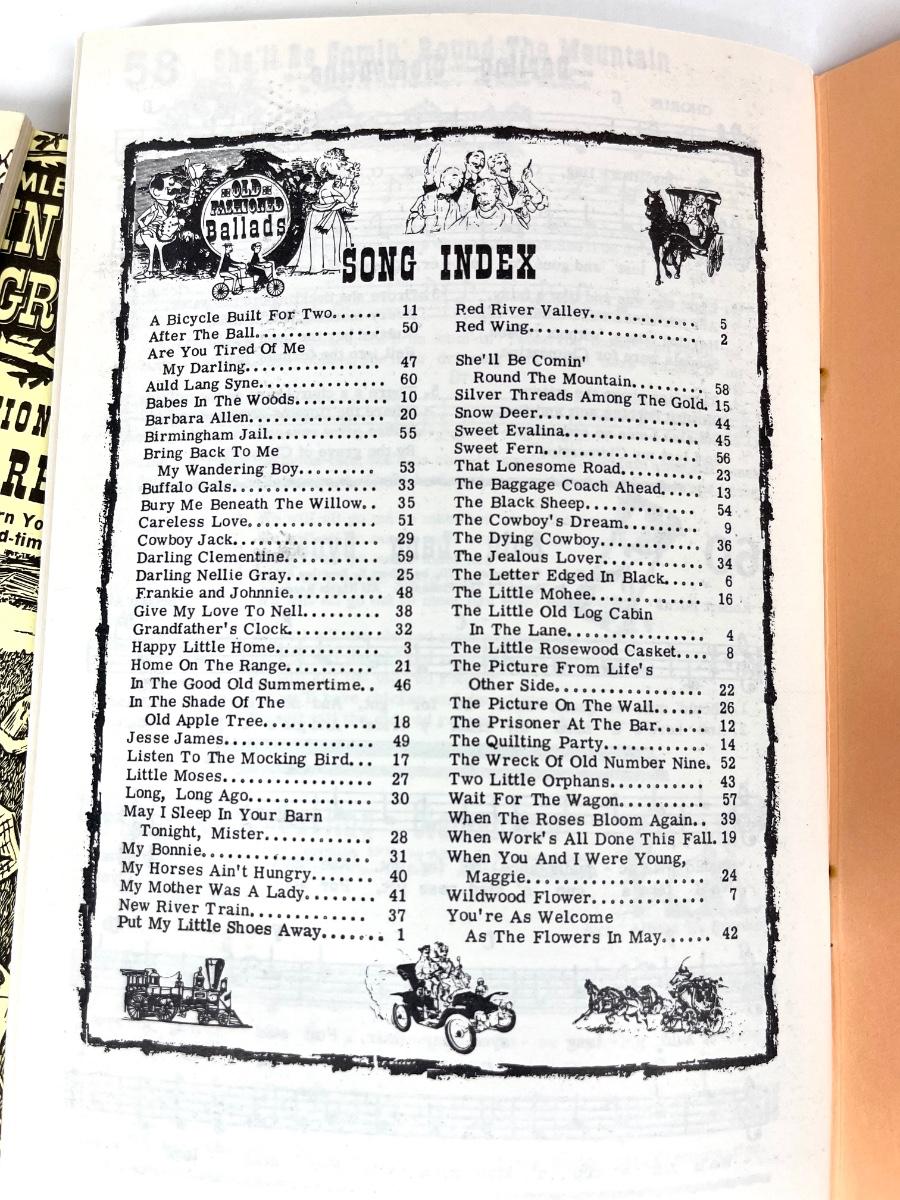 58 She'll Be Comin' Round The Mountain
OLD
FASHIONED
Ballads
SONG INDEX
A Bicycle Built For Two...... 11
After The Ball............... 50
Are You Tired Of Me
My Darling................ 47
Auld Lang Syne.............. 60
Babes In The Woods.......... 10
Barbara Allen................ 20
Birmingham Jail............. 55
Bring Back To Me
My Wandering Boy........ 53
Buffalo Gals................. 33
Bury Me Beneath The Willow.. 35
Careless Love............... 51
Cowboy Jack................ 29
Darling Clementine........... 59
Darling Nellie Gray.......... 25
Frankie and Johnnie.......... 48
Give My Love To Nell........ 38
Grandfather's Clock.......... 32
Happy Little Home............ 3
Home On The Range.......... 21
In The Good Old Summertime.. 46
In The Shade Of The
Old Apple Tree............ 18
Jesse James................. 49
Listen To The Mocking Bird... 17
Little Moses................. 27
Long, Long Ago.............. 30
May I Sleep In Your Barn
Tonight, Mister............ 28
My Bonnie................... 31
My Horses Ain't Hungry....... 40
My Mother Was A Lady........ 41
New River Train............. 37
Put My Little Shoes Away....... 1
Red River Valley............. 5
Red Wing.................... 2
She'll Be Comin'
Round The Mountain......... 58
Silver Threads Among The Gold. 15
Snow Deer.................. 44
Sweet Evalina............... 45
Sweet Fern.................. 56
That Lonesome Road.......... 23
The Baggage Coach Ahead..... 13
The Black Sheep.............. 54
The Cowboy's Dream.......... 9
The Dying Cowboy............ 36
The Jealous Lover............ 34
The Letter Edged In Black..... 6
The Little Mohee............. 16
The Little Old Log Cabin
In The Lane............... 4
The Little Rosewood Casket.... 8
The Picture From Life's
Other Side................. 22
The Picture On The Wall...... 26
The Prisoner At The Bar...... 12
The Quilting Party........... 14
The Wreck Of Old Number Nine. 52
Two Little Orphans........... 43
Wait For The Wagon.......... 57
When The Roses Bloom Again.. 39
When Work's All Done This Fall. 19
When You And I Were Young,
Maggie.................... 24
Wildwood Flower............. 7
You're As Welcome
As The Flowers In May...... 42